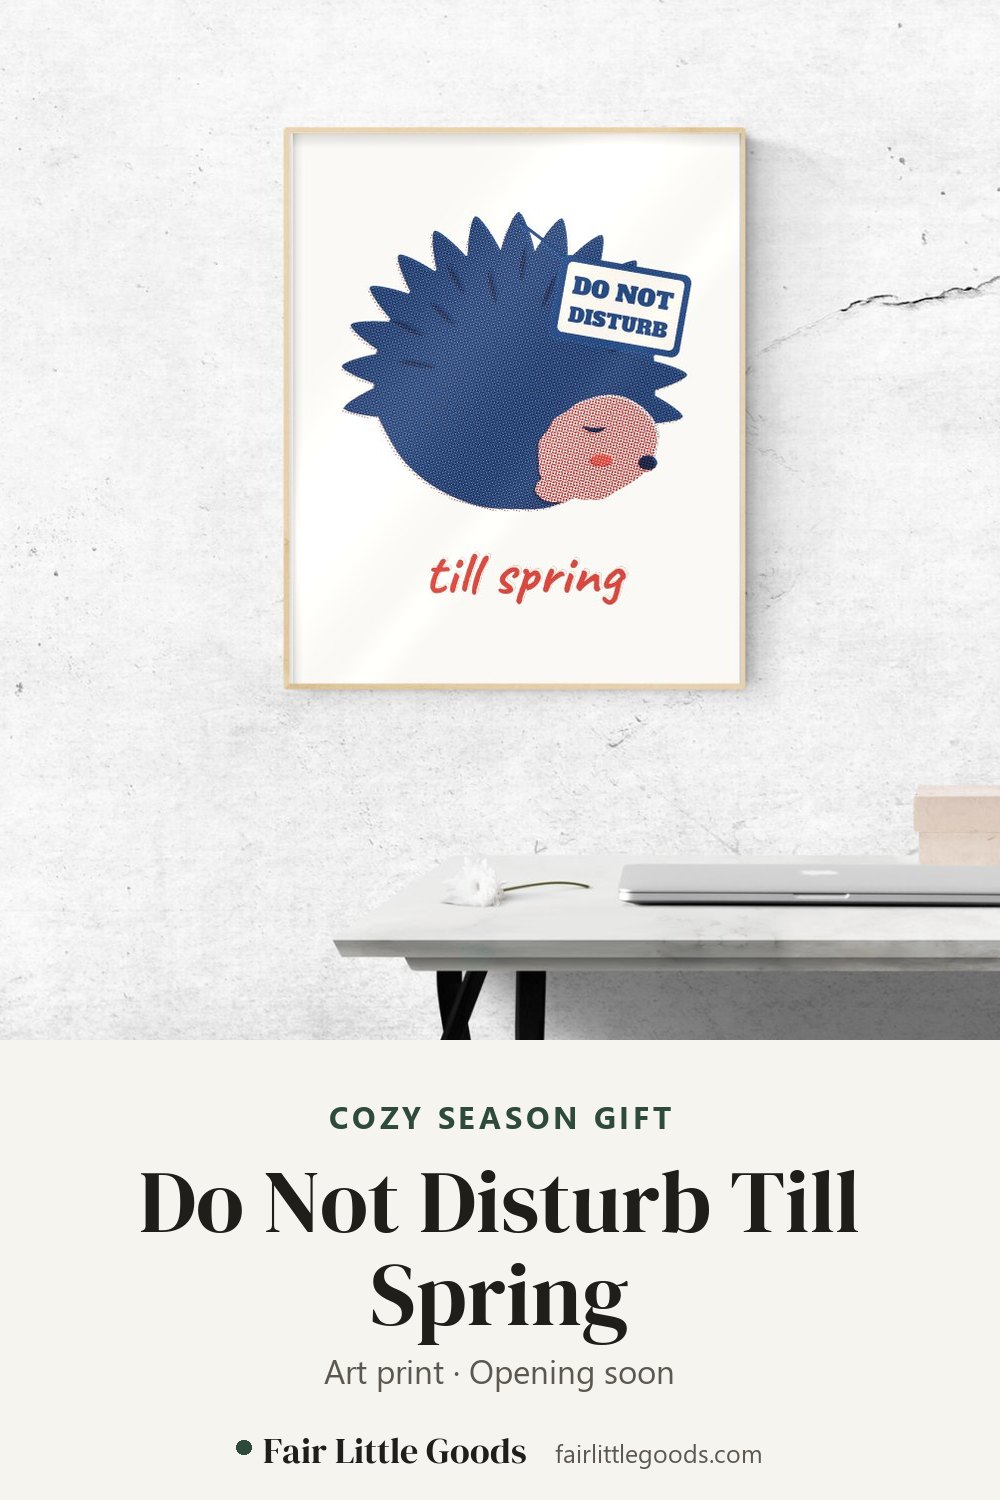 DO NOT
DISTURB
till spring
COZY SEASON GIFT
Do Not Disturb Till
Spring
Art print · Opening soon
Fair Little Goods fairlittlegoods.com